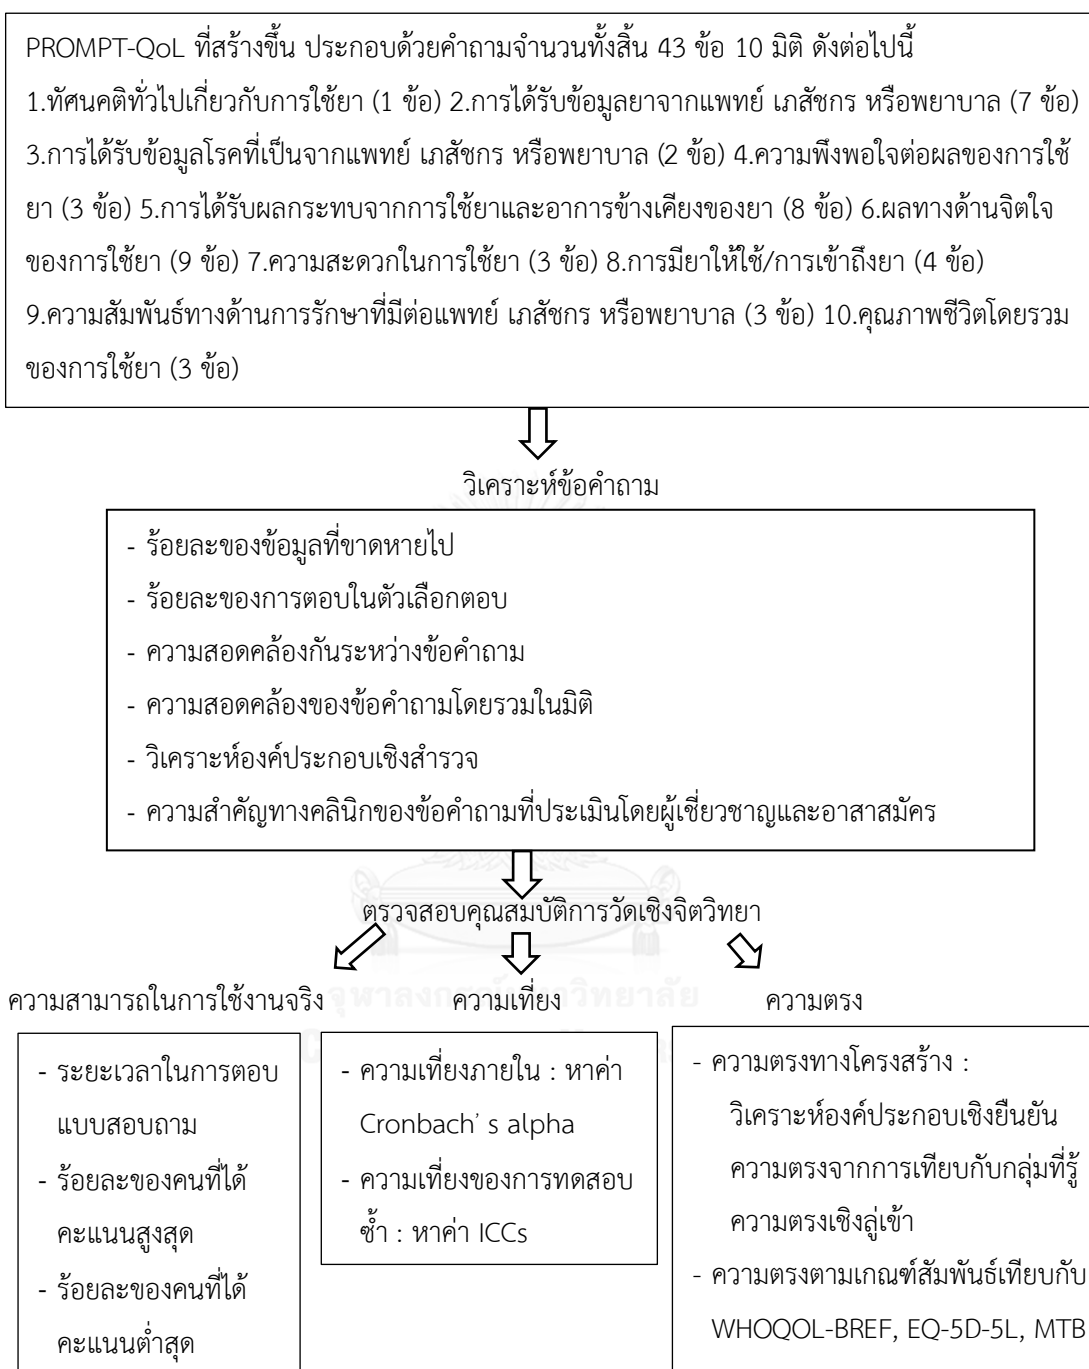 PROMPT-QoL ที่สร้างขึ้น ประกอบด้วยคำถามจำนวนทั้งสิ้น 43 ข้อ 10 มิติ ดังต่อไปนี้
1.ทัศนคติทั่วไปเกี่ยวกับการใช้ยา (1 ข้อ) 2.การได้รับข้อมูลยาจากแพทย์ เภสัชกร หรือพยาบาล (7 ข้อ)
3.การได้รับข้อมูลโรคที่เป็นจากแพทย์ เภสัชกร หรือพยาบาล (2 ข้อ) 4.ความพึงพอใจต่อผลของการใช้
ยา (3 ข้อ) 5.การได้รับผลกระทบจากการใช้ยาและอาการข้างเคียงของยา (8 ข้อ) 6.ผลทางด้านจิตใจ
ของการใช้ยา (9 ข้อ) 7.ความสะดวกในการใช้ยา (3 ข้อ) 8.การมียาให้ใช้/การเข้าถึงยา (4 ข้อ)
9.ความสัมพันธ์ทางด้านการรักษาที่มีต่อแพทย์ เภสัชกร หรือพยาบาล (3 ข้อ) 10.คุณภาพชีวิตโดยรวม
ของการใช้ยา (3 ข้อ)
วิเคราะห์ข้อคำถาม
- ร้อยละของข้อมูลที่ขาดหายไป
- ร้อยละของการตอบในตัวเลือกตอบ
- ความสอดคล้องกันระหว่างข้อคำถาม
- ความสอดคล้องของข้อคำถามโดยรวมในมิติ
- วิเคราะห์องค์ประกอบเชิงสำรวจ
- ความสำคัญทางคลินิกของข้อคำถามที่ประเมินโดยผู้เชี่ยวชาญและอาสาสมัคร
ตรวจสอบคุณสมบัติการวัดเชิงจิตวิทยา
ความสามารถในการใช้งานจริง
- ระยะเวลาในการตอบ
แบบสอบถาม
- ร้อยละของคนที่ได้
คะแนนสูงสุด
- ร้อยละของคนที่ได้
คะแนนต่ำสุด
ความเที่ยง
- ความเที่ยงภายใน : หาค่า
Cronbach' s alpha
- ความเที่ยงของการทดสอบ
ซ้ำ : หาค่า ICCs
ความตรง
- ความตรงทางโครงสร้าง :
วิเคราะห์องค์ประกอบเชิงยืนยัน
ความตรงจากการเทียบกับกลุ่มที่รู้
ความตรงเชิงลู่เข้า
- ความตรงตามเกณฑ์สัมพันธ์เทียบกับ
WHOQOL-BREF, EQ-5D-5L, MTB